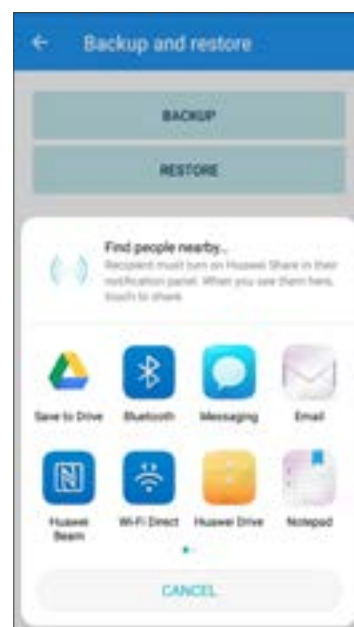 Backup and restore
BACKUP
RESTORE
Find people nearby...
Recipient must turn on Huawei Share in their
notification panel. When you see them here,
touch to share.
Save to Drive
Bluetooth
Messaging
Email
Huawei
Beam
Wi-Fi Direct
Huawei Drive
Notepad
CANCEL